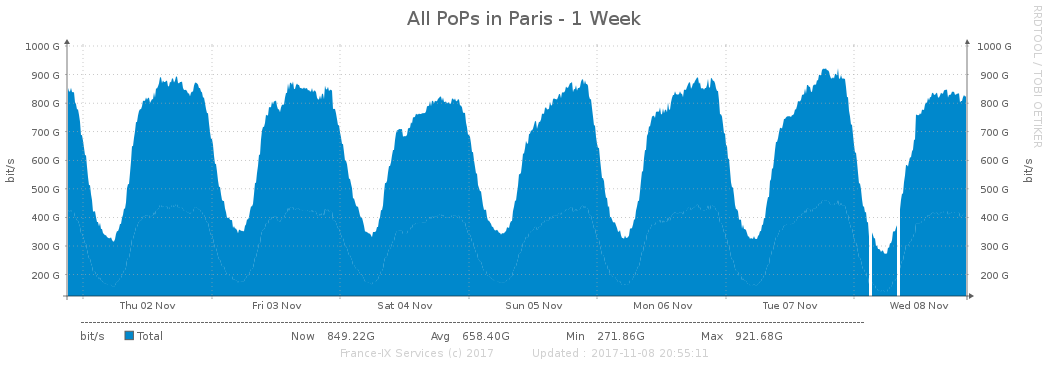 All PoPs in Paris - 1 Week
RRDTOOL / TOBI OETIKER
1000 G 1000 G
900 G 900 G
800 G 800 G
700 G 700 G
600 G 600 G
500 G 500 G
400 G 400 G
300 G 300 G
200 G 200 G
bit/s bit/s
Thu 02 Nov Fri 03 Nov Sat 04 Nov Sun 05 Nov Mon 06 Nov Tue 07 Nov Wed 08 Nov
bit/s Total Now 849.22G Avg 658.40G Min 271.86G Max 921.68G
France-IX Services (c) 2017 Updated : 2017-11-08 20:55:11